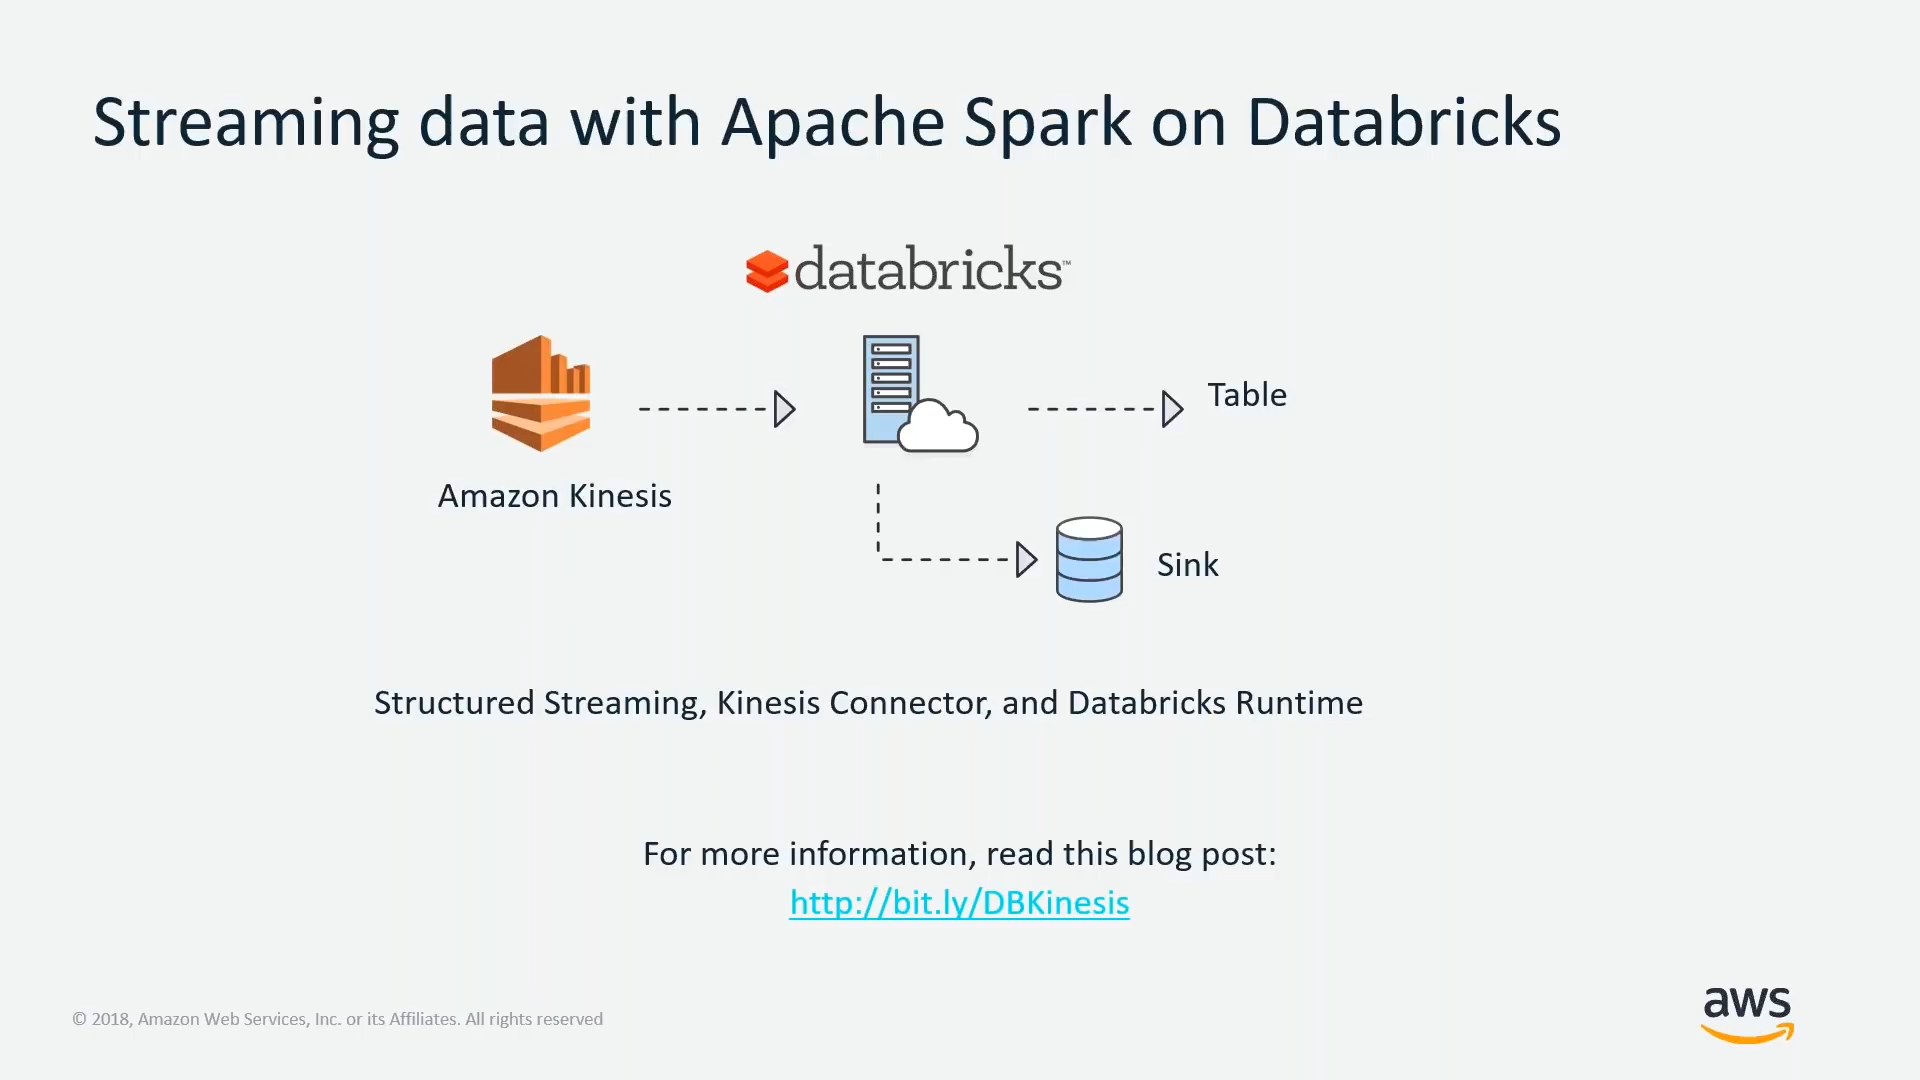 Streaming data with Apache Spark on Databricks
databricks™
Table
Amazon Kinesis
Sink
Structured Streaming, Kinesis Connector, and Databricks Runtime
For more information, read this blog post:
http://bit.ly/DBKinesis
© 2018, Amazon Web Services, Inc. or its Affiliates. All rights reserved
aws